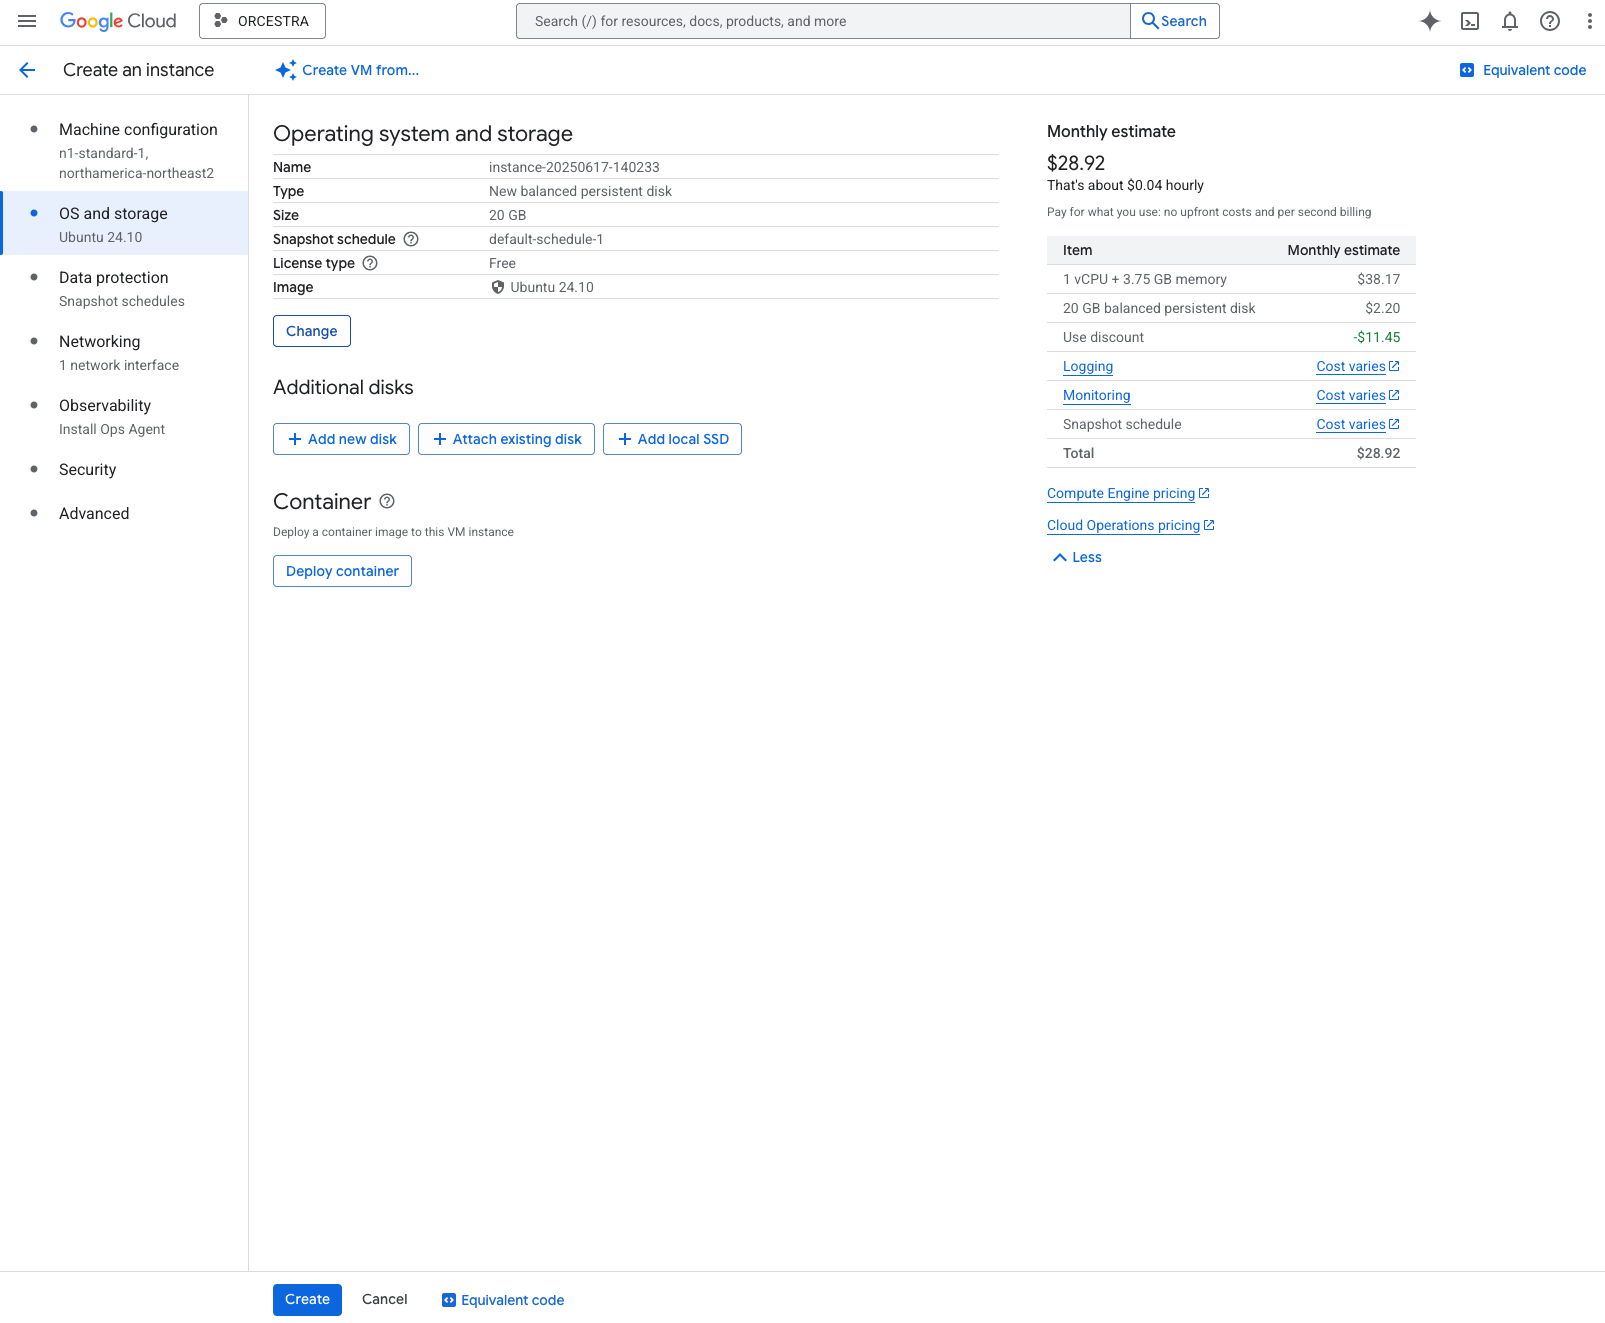 Google Cloud
ORCESTRA
Search (/) for resources, docs, products, and more
Search
Create an instance
Create VM from...
Equivalent code
Machine configuration
n1-standard-1,
northamerica-northeast2
OS and storage
Ubuntu 24.10
Data protection
Snapshot schedules
Networking
1 network interface
Observability
Install Ops Agent
Security
Advanced
Operating system and storage
Name instance-20250617-140233
Type New balanced persistent disk
Size 20 GB
Snapshot schedule default-schedule-1
License type Free
Image Ubuntu 24.10
Change
Additional disks
Add new disk Attach existing disk Add local SSD
Container
Deploy a container image to this VM instance
Deploy container
Monthly estimate
$28.92
That's about $0.04 hourly
Pay for what you use: no upfront costs and per second billing
Item Monthly estimate
1 vCPU + 3.75 GB memory $38.17
20 GB balanced persistent disk $2.20
Use discount -$11.45
Logging Cost varies
Monitoring Cost varies
Snapshot schedule Cost varies
Total $28.92
Compute Engine pricing
Cloud Operations pricing
Less
Create Cancel Equivalent code